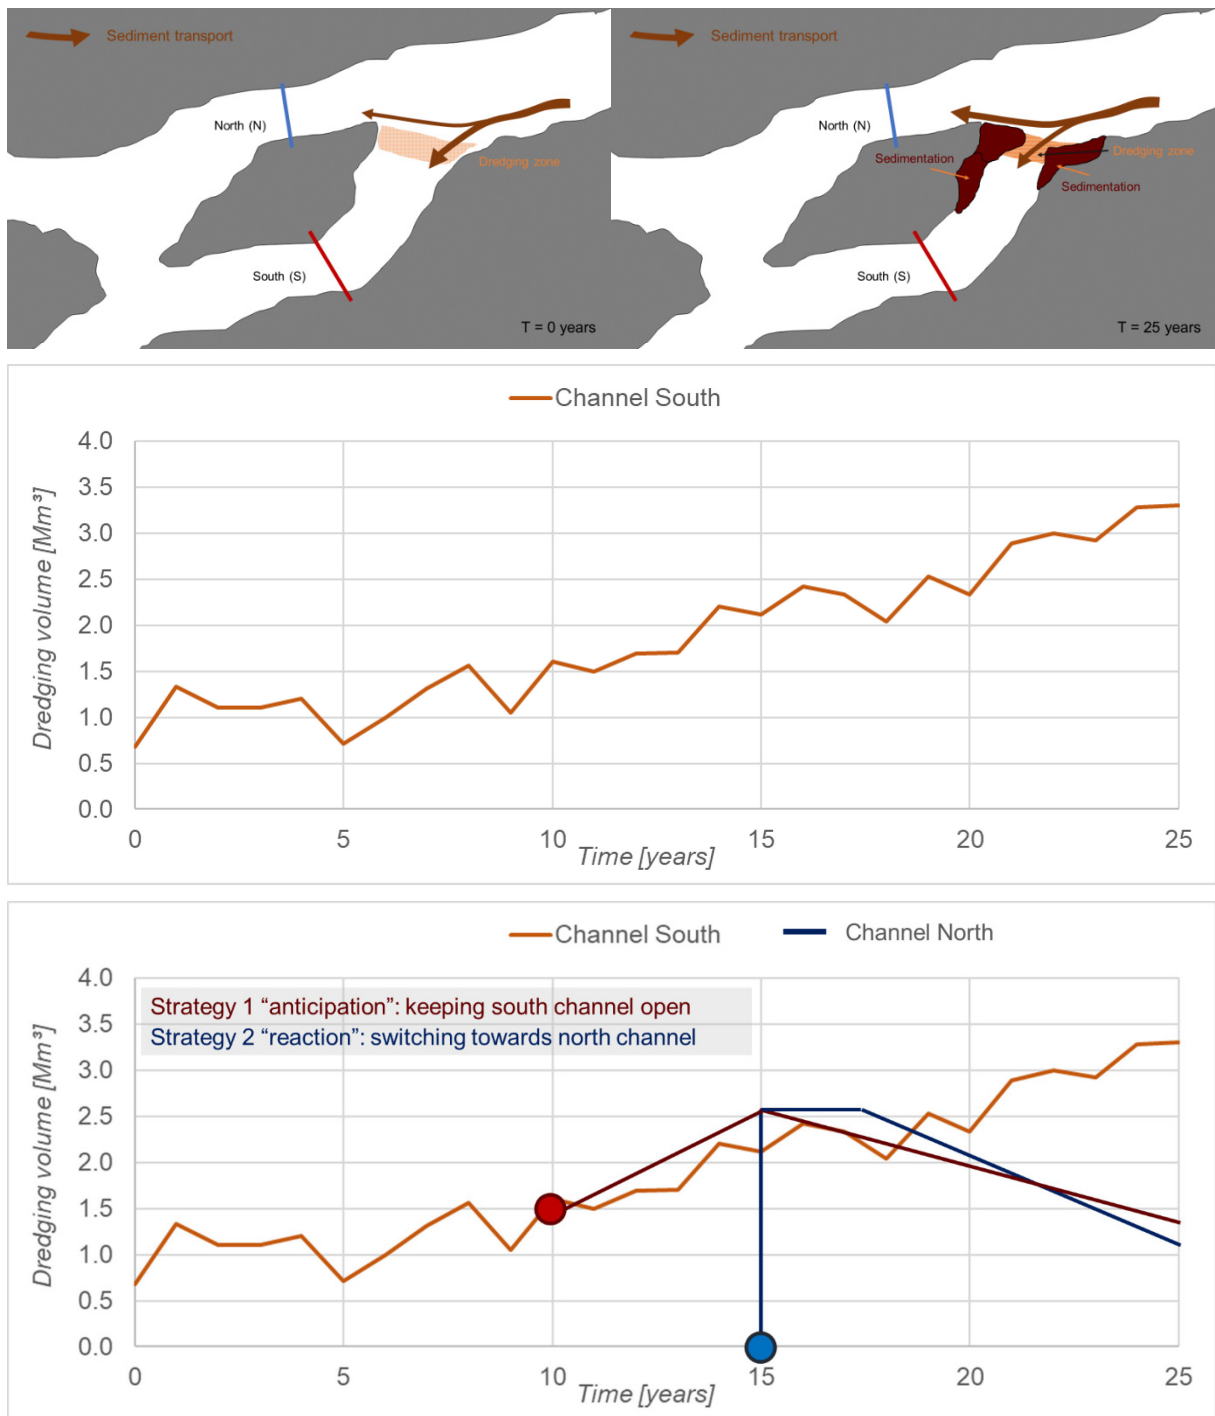 Sediment transport
North (N)
Dredging zone
South (S)
T = 0 years
Sediment transport
North (N)
Sedimentation
Dredging zone
Sedimentation
South (S)
T = 25 years
Channel South
Dredging volume [Mm³]
4.0
3.5
3.0
2.5
2.0
1.5
1.0
0.5
0.0
0 5 10 15 20 25
Time [years]
Channel South Channel North
Strategy 1 “anticipation”: keeping south channel open
Strategy 2 “reaction”: switching towards north channel
Dredging volume [Mm³]
4.0
3.5
3.0
2.5
2.0
1.5
1.0
0.5
0.0
0 5 10 15 20 25
Time [years]